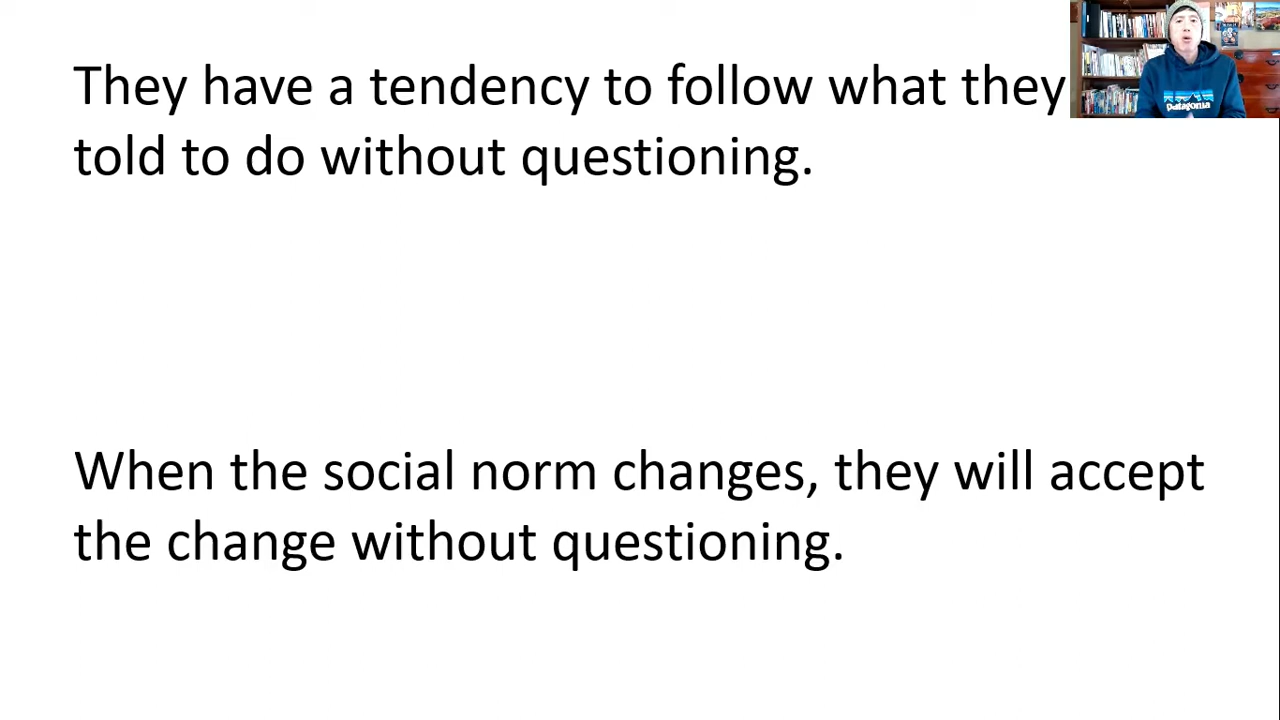 They have a tendency to follow what they
told to do without questioning.
When the social norm changes, they will accept
the change without questioning.
patagonia